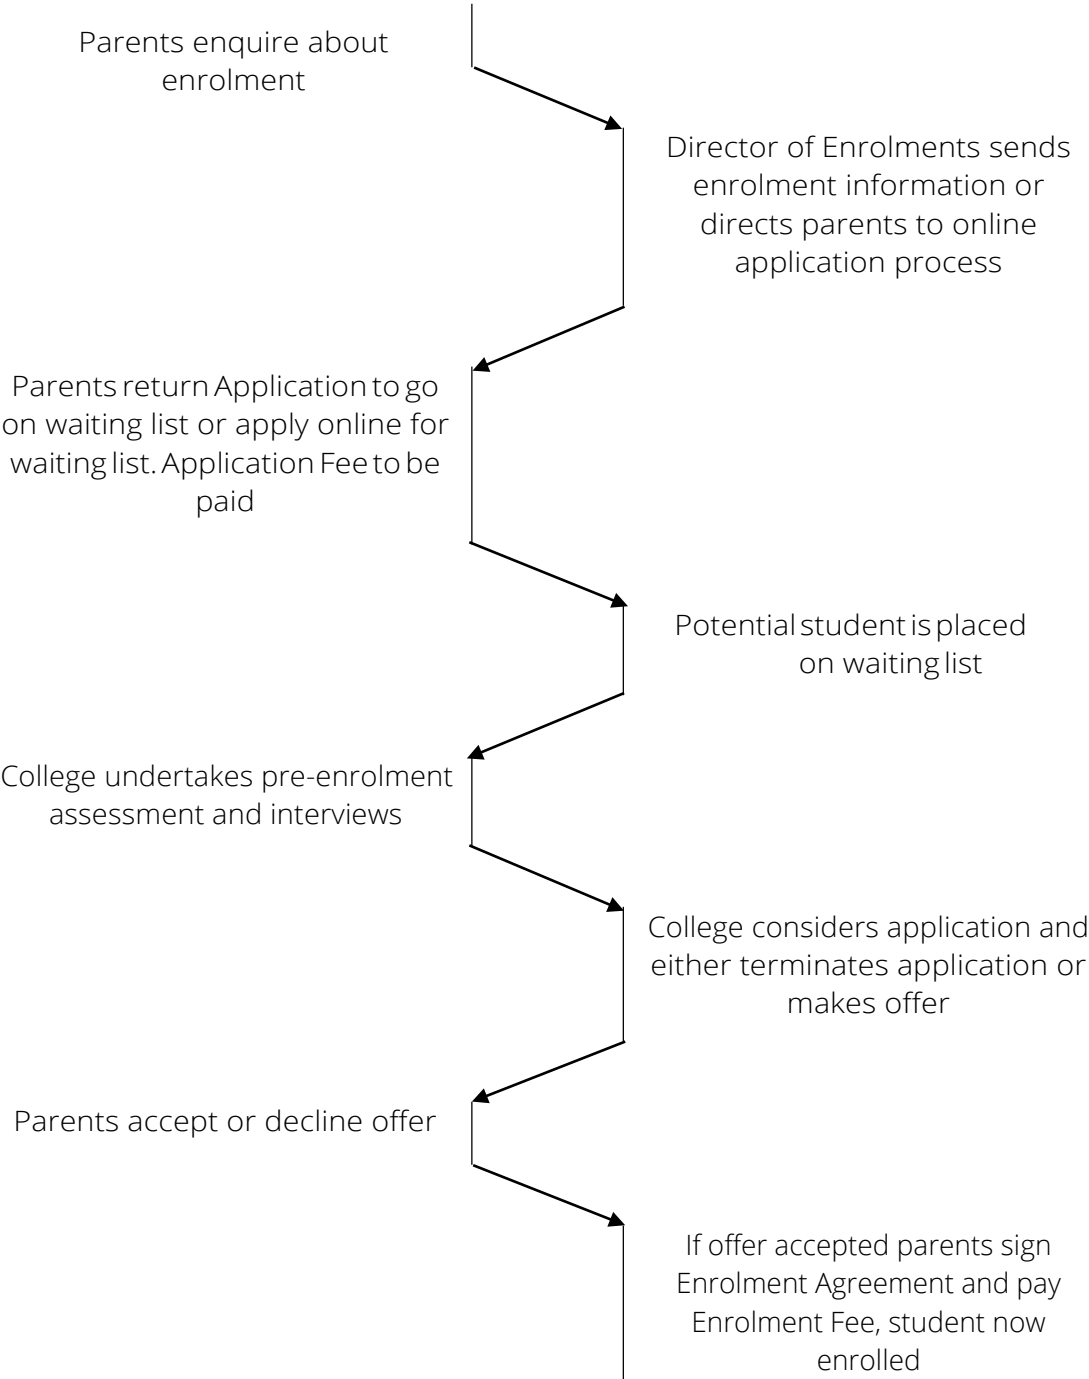 Parents enquire about
enrolment
Director of Enrolments sends
enrolment information or
directs parents to online
application process
Parents return Application to go
on waiting list or apply online for
waiting list. Application Fee to be
paid
Potential student is placed
on waiting list
College undertakes pre-enrolment
assessment and interviews
College considers application and
either terminates application or
makes offer
Parents accept or decline offer
If offer accepted parents sign
Enrolment Agreement and pay
Enrolment Fee, student now
enrolled